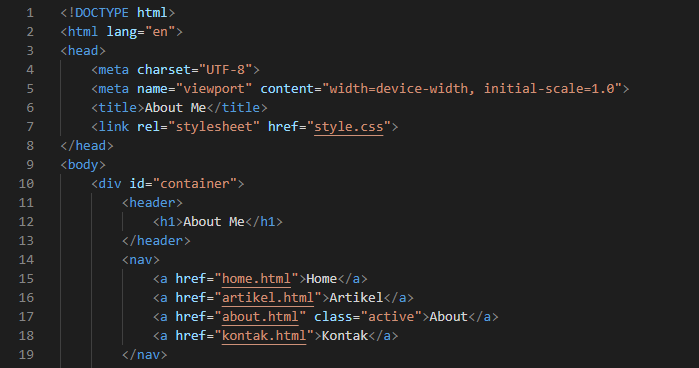 1 <!DOCTYPE html>
2 <html lang="en">
3 <head>
4 <meta charset="UTF-8">
5 <meta name="viewport" content="width=device-width, initial-scale=1.0">
6 <title>About Me</title>
7 <link rel="stylesheet" href="style.css">
8 </head>
9 <body>
10 <div id="container">
11 <header>
12 <h1>About Me</h1>
13 </header>
14 <nav>
15 <a href="home.html">Home</a>
16 <a href="artikel.html">Artikel</a>
17 <a href="about.html" class="active">About</a>
18 <a href="kontak.html">Kontak</a>
19 </nav>